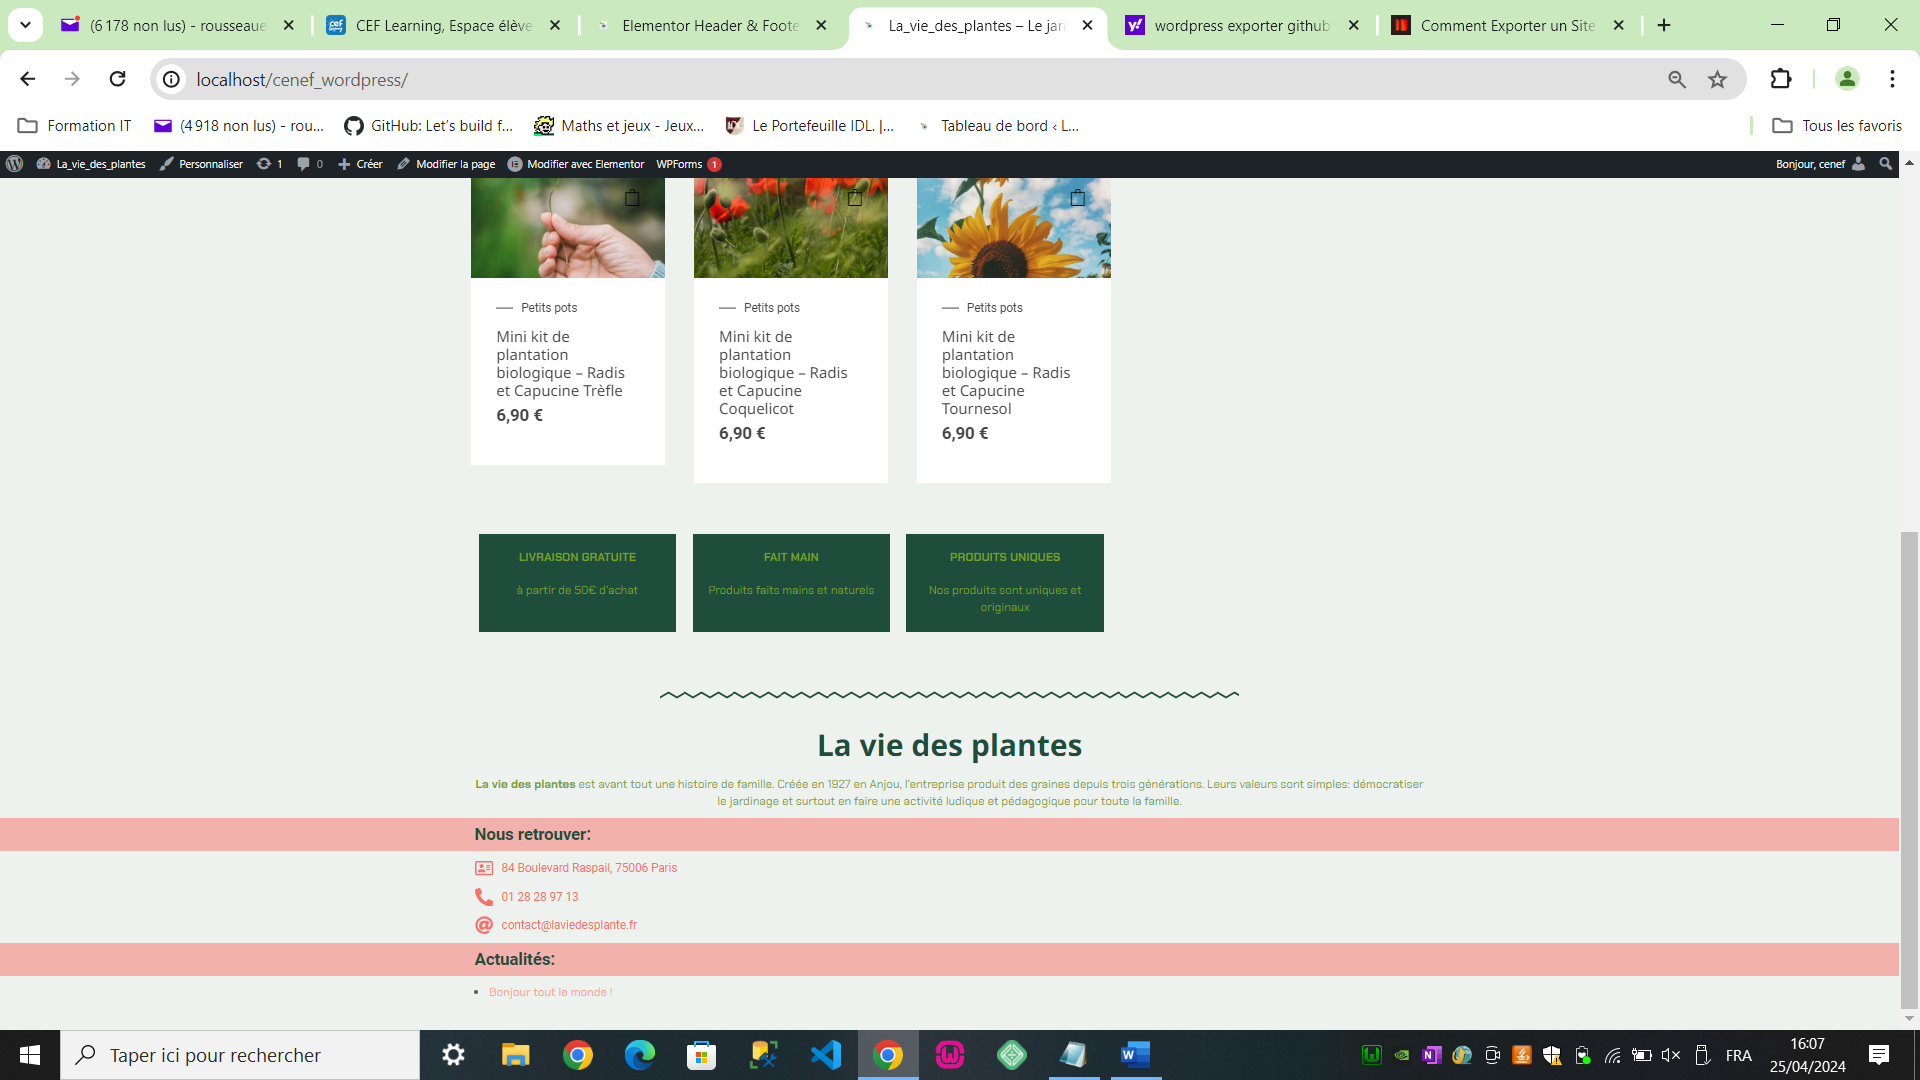 (6 178 non lus) - rousseaue
CEF Learning, Espace élève
Elementor Header & Foote
La_vie_des_plantes – Le jar
wordpress exporter github
Comment Exporter un Site
localhost/cenef_wordpress/
Formation IT
(4 918 non lus) - rou...
GitHub: Let's build f...
Maths et jeux - Jeux...
Le Portefeuille IDL. |...
Tableau de bord ‹ L...
Tous les favoris
La_vie_des_plantes
Personnaliser
1
0
Créer
Modifier la page
Modifier avec Elementor
WPForms 1
Bonjour, cenef
Petits pots
Mini kit de
plantation
biologique – Radis
et Capucine Trèfle
6,90 €
Petits pots
Mini kit de
plantation
biologique – Radis
et Capucine
Coquelicot
6,90 €
Petits pots
Mini kit de
plantation
biologique – Radis
et Capucine
Tournesol
6,90 €
LIVRAISON GRATUITE
à partir de 50€ d'achat
FAIT MAIN
Produits faits mains et naturels
PRODUITS UNIQUES
Nos produits sont uniques et
originaux
La vie des plantes
La vie des plantes est avant tout une histoire de famille. Créée en 1927 en Anjou, l'entreprise produit des graines depuis trois générations. Leurs valeurs sont simples: démocratiser
le jardinage et surtout en faire une activité ludique et pédagogique pour toute la famille.
Nous retrouver:
84 Boulevard Raspail, 75006 Paris
01 28 28 97 13
contact@laviedesplante.fr
Actualités:
Bonjour tout le monde !
Taper ici pour rechercher
FRA
16:07
25/04/2024